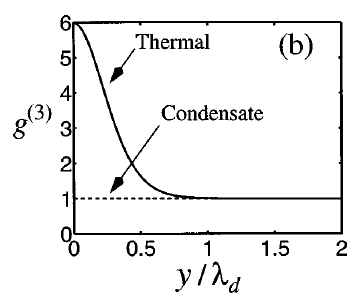 6
Thermal
(b)
5
4
g(3)
3
Condensate
2
1
0
0 0.5 1 1.5 2
y/λd